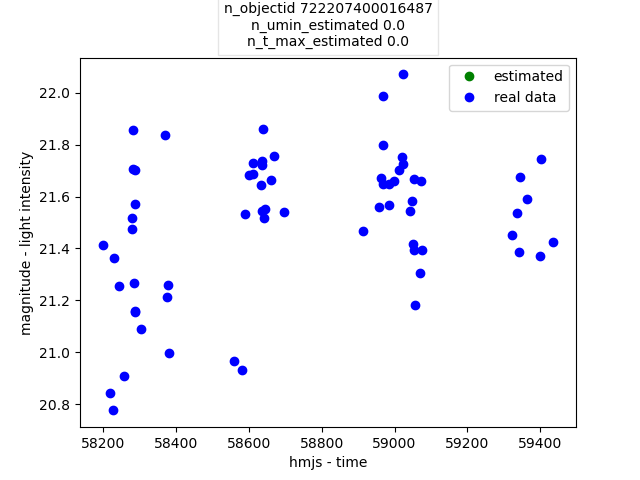 n_objectid 722207400016487
n_umin_estimated 0.0
n_t_max_estimated 0.0
estimated
real data
magnitude - light intensity
22.0
21.8
21.6
21.4
21.2
21.0
20.8
58200 58400 58600 58800 59000 59200 59400
hmjs - time